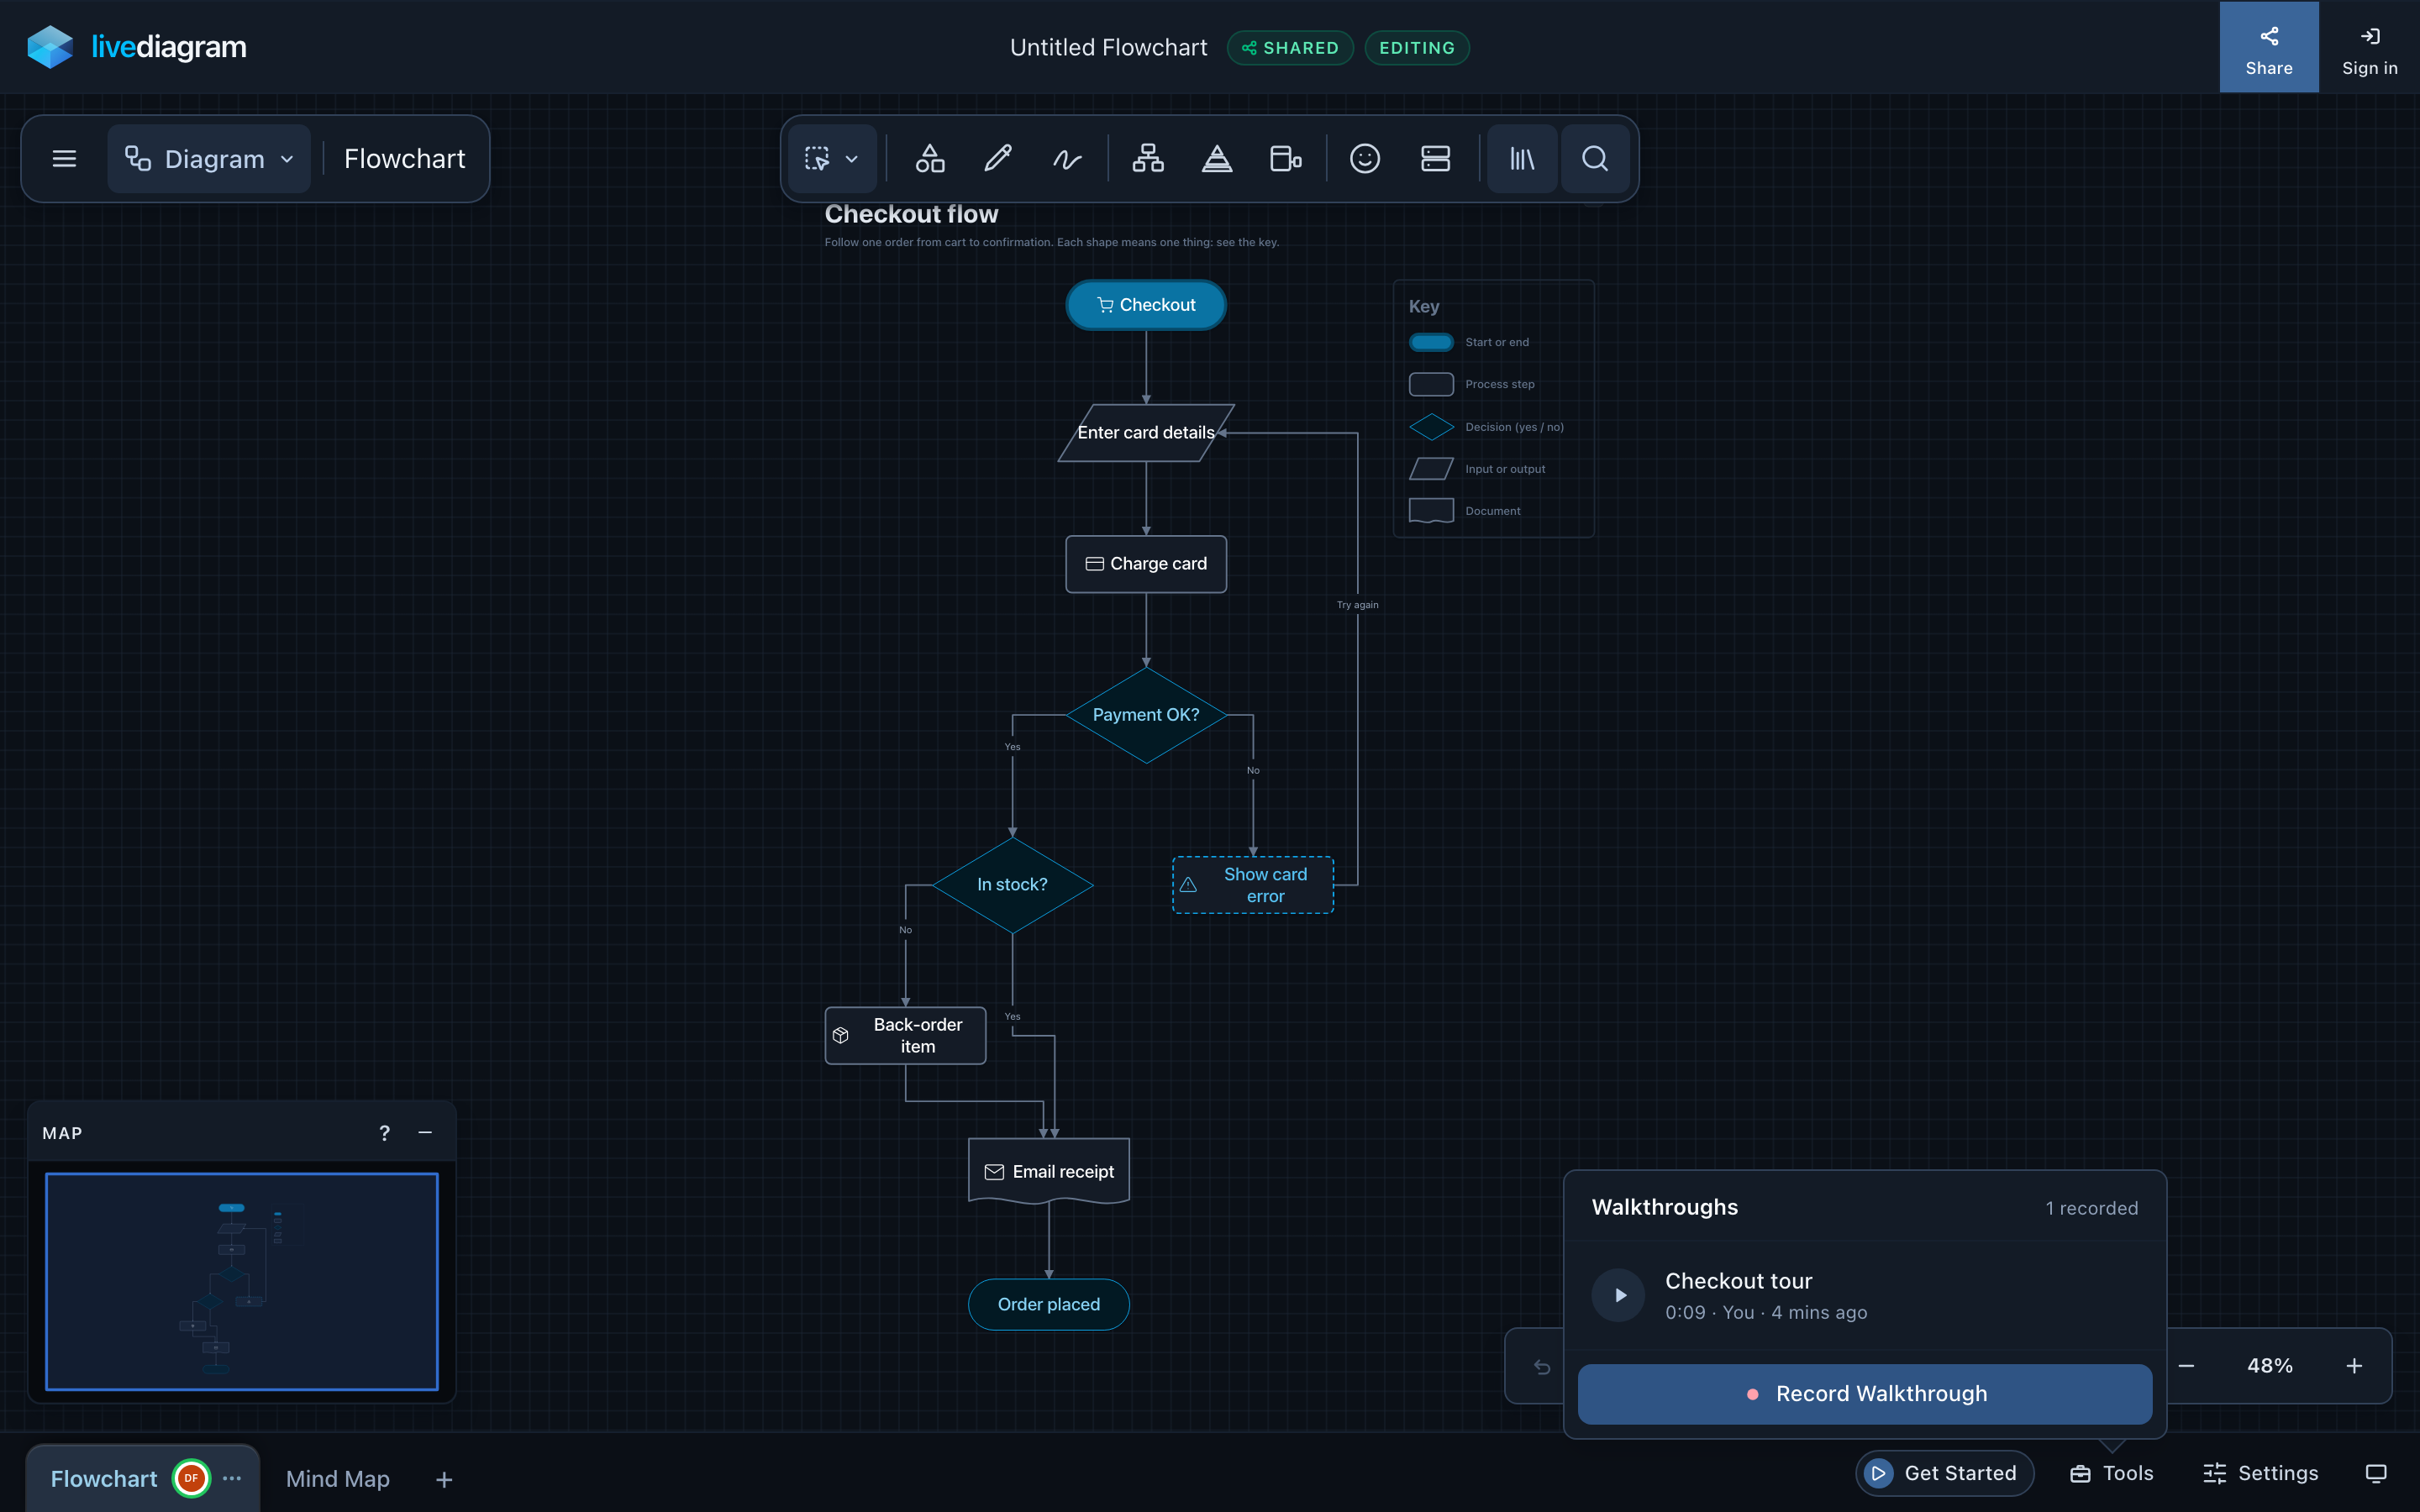 livediagram
Untitled Flowchart
SHARED
EDITING
Share
Sign in
Diagram
Flowchart
Checkout flow
Follow one order from cart to confirmation. Each shape means one thing: see the key.
Checkout
Key
Start or end
Process step
Decision (yes / no)
Input or output
Document
Enter card details
Charge card
Try again
Payment OK?
Yes
No
In stock?
Show card
error
No
Yes
Back-order
item
Email receipt
Order placed
MAP
?
Walkthroughs
1 recorded
Checkout tour
0:09 · You · 4 mins ago
Record Walkthrough
48%
Flowchart
DF
Mind Map
Get Started
Tools
Settings